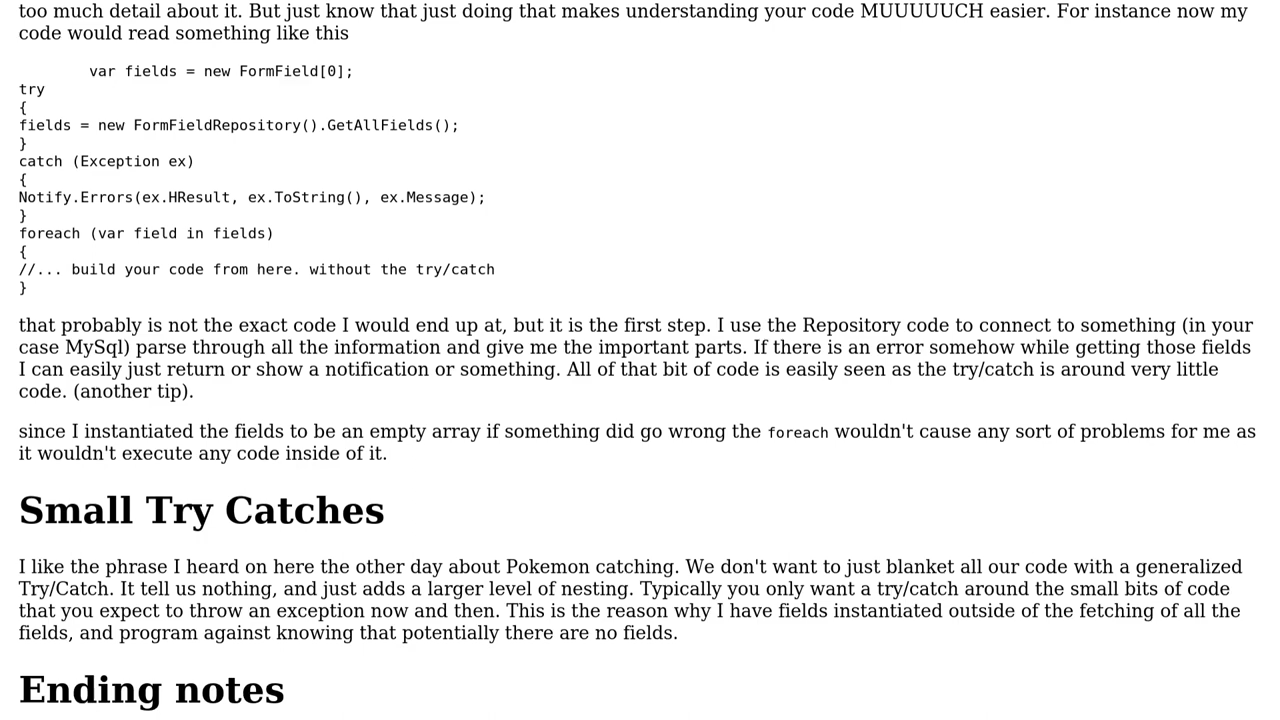 too much detail about it. But just know that just doing that makes understanding your code MUUUUUCH easier. For instance now my
code would read something like this
var fields = new FormField[0];
try
{
fields = new FormFieldRepository().GetAllFields();
}
catch (Exception ex)
{
Notify.Errors(ex.HResult, ex.ToString(), ex.Message);
}
foreach (var field in fields)
{
//... build your code from here. without the try/catch
}
that probably is not the exact code I would end up at, but it is the first step. I use the Repository code to connect to something (in your
case MySql) parse through all the information and give me the important parts. If there is an error somehow while getting those fields
I can easily just return or show a notification or something. All of that bit of code is easily seen as the try/catch is around very little
code. (another tip).
since I instantiated the fields to be an empty array if something did go wrong the foreach wouldn't cause any sort of problems for me as
it wouldn't execute any code inside of it.
Small Try Catches
I like the phrase I heard on here the other day about Pokemon catching. We don't want to just blanket all our code with a generalized
Try/Catch. It tell us nothing, and just adds a larger level of nesting. Typically you only want a try/catch around the small bits of code
that you expect to throw an exception now and then. This is the reason why I have fields instantiated outside of the fetching of all the
fields, and program against knowing that potentially there are no fields.
Ending notes